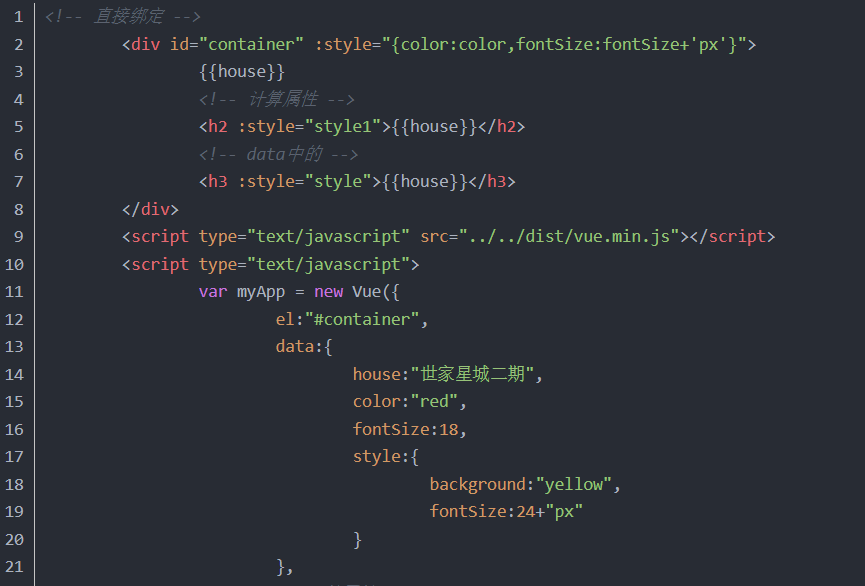 1 <!-- 直接绑定 -->
2 <div id="container" :style="{color:color,fontSize:fontSize+'px'}">
3 {{house}}
4 <!-- 计算属性 -->
5 <h2 :style="style1">{{house}}</h2>
6 <!-- data中的 -->
7 <h3 :style="style">{{house}}</h3>
8 </div>
9 <script type="text/javascript" src="../../dist/vue.min.js"></script>
10 <script type="text/javascript">
11 var myApp = new Vue({
12 el:"#container",
13 data:{
14 house:"世家星城二期",
15 color:"red",
16 fontSize:18,
17 style:{
18 background:"yellow",
19 fontSize:24+"px"
20 }
21 },